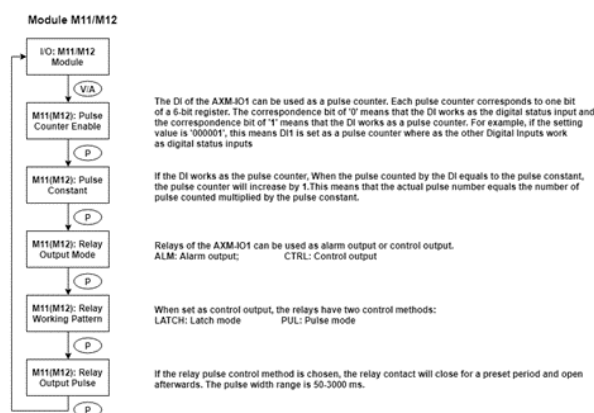 Module M11/M12
I/O: M11/M12
Module
V/A
M11(M12): Pulse
Counter Enable
The DI of the AXM-IO1 can be used as a pulse counter. Each pulse counter corresponds to one bit
of a 6-bit register. The correspondence bit of '0' means that the DI works as the digital status input and
the correspondence bit of '1' means that the DI works as a pulse counter. For example, if the setting
value is '000001', this means DI1 is set as a pulse counter where as the other Digital Inputs work
as digital status inputs
P
M11(M12): Pulse
Constant
If the DI works as the pulse counter, When the pulse counted by the DI equals to the pulse constant,
the pulse counter will increase by 1.This means that the actual pulse number equals the number of
pulse counted multiplied by the pulse constant.
P
M11(M12): Relay
Output Mode
Relays of the AXM-IO1 can be used as alarm output or control output.
ALM: Alarm output; CTRL: Control output
P
M11(M12): Relay
Working Pattern
When set as control output, the relays have two control methods:
LATCH: Latch mode PUL: Pulse mode
P
M11(M12): Relay
Output Pulse
If the relay pulse control method is chosen, the relay contact will close for a preset period and open
afterwards. The pulse width range is 50-3000 ms.
P